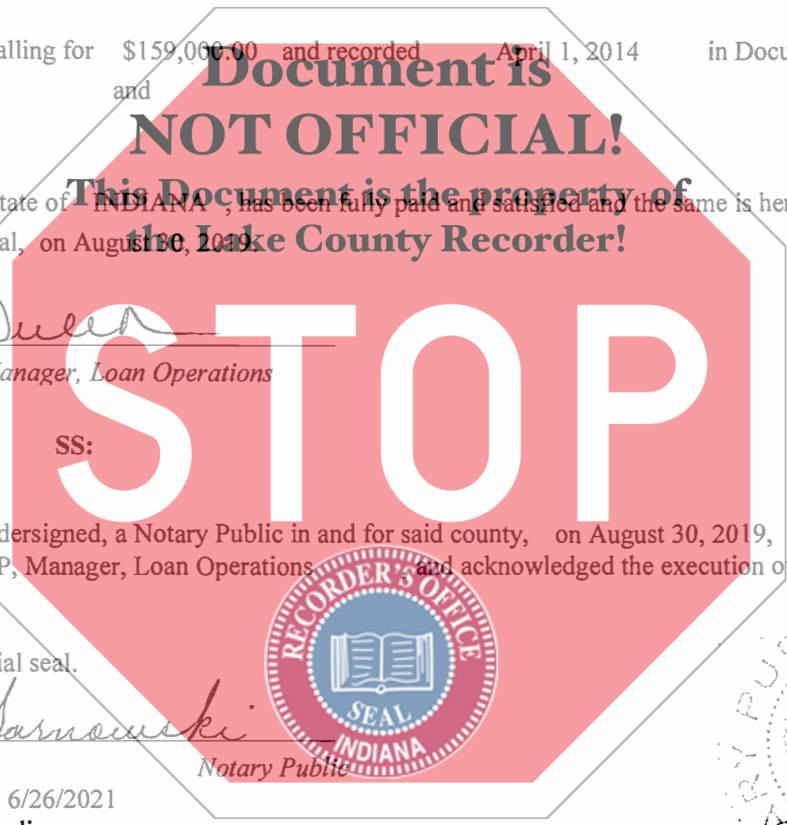 alling for $159,000.00 and recorded April 1, 2014 in Docu
Document is
and
NOT OFFICIAL!
This Document is the property of
tate of INDIANA , has been fully paid and satisfied and the same is her
the Lake County Recorder!
al, on August 30, 2019.
Manager, Loan Operations
STOP
SS:
dersigned, a Notary Public in and for said county, on August 30, 2019,
P, Manager, Loan Operations , and acknowledged the execution o
RECORDER'S OFFICE
SEAL
INDIANA
ial seal.
arnowski
Notary Public
6/26/2021
RY PU